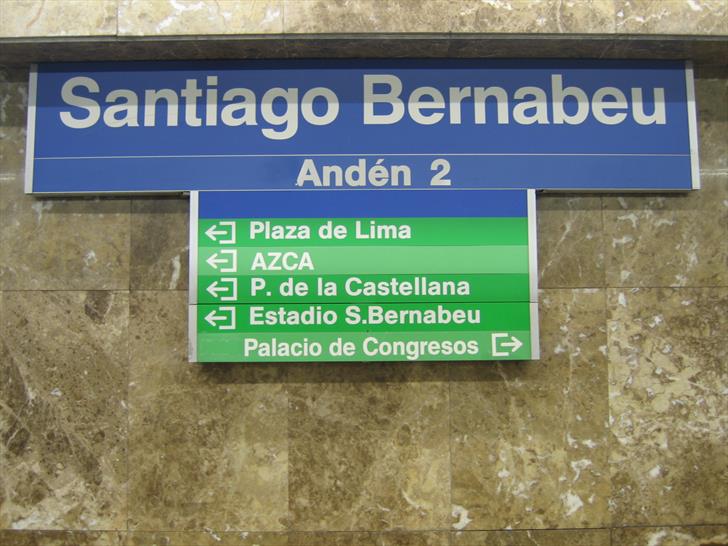 Santiago Bernabeu
Andén 2
Plaza de Lima
AZCA
P. de la Castellana
Estadio S.Bernabeu
Palacio de Congresos